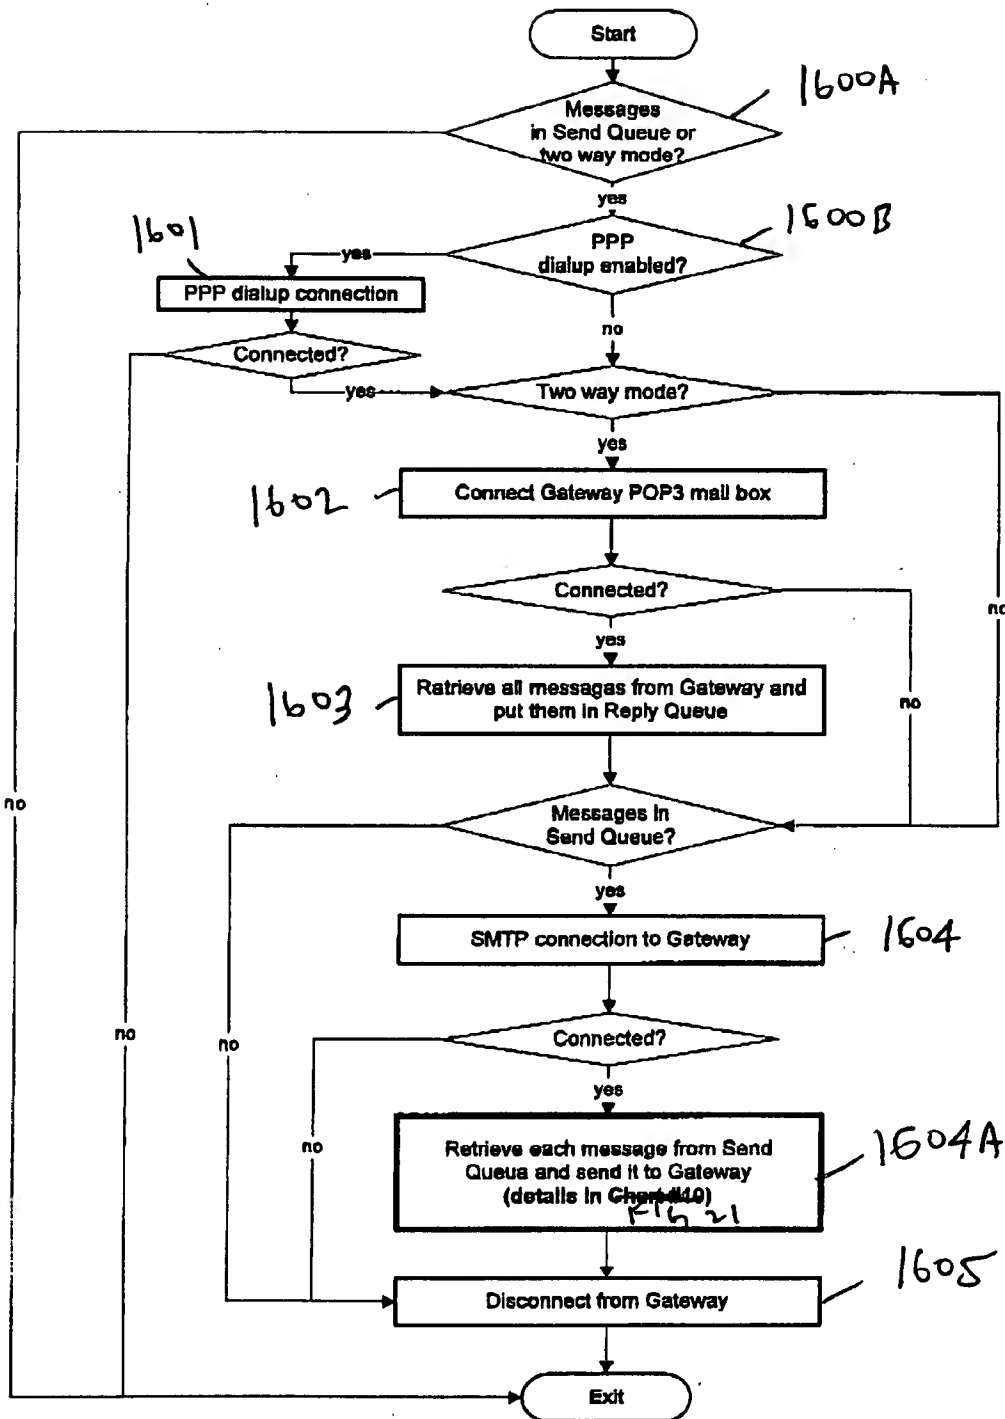 Start
1600A
Messages
in Send Queue or
two way mode?
yes
1600B
PPP
dialup enabled?
yes
1601
PPP dialup connection
no
Connected?
yes
Two way mode?
yes
1602
Connect Gateway POP3 mail box
Connected?
no
yes
1603
Retrieve all messages from Gateway and
put them in Reply Queue
no
no
Messages in
Send Queue?
yes
SMTP connection to Gateway
1604
no
no
Connected?
yes
no
Retrieve each message from Send
Queue and send it to Gateway
(details in Chart #10)
FIG 21
1604A
1605
Disconnect from Gateway
Exit